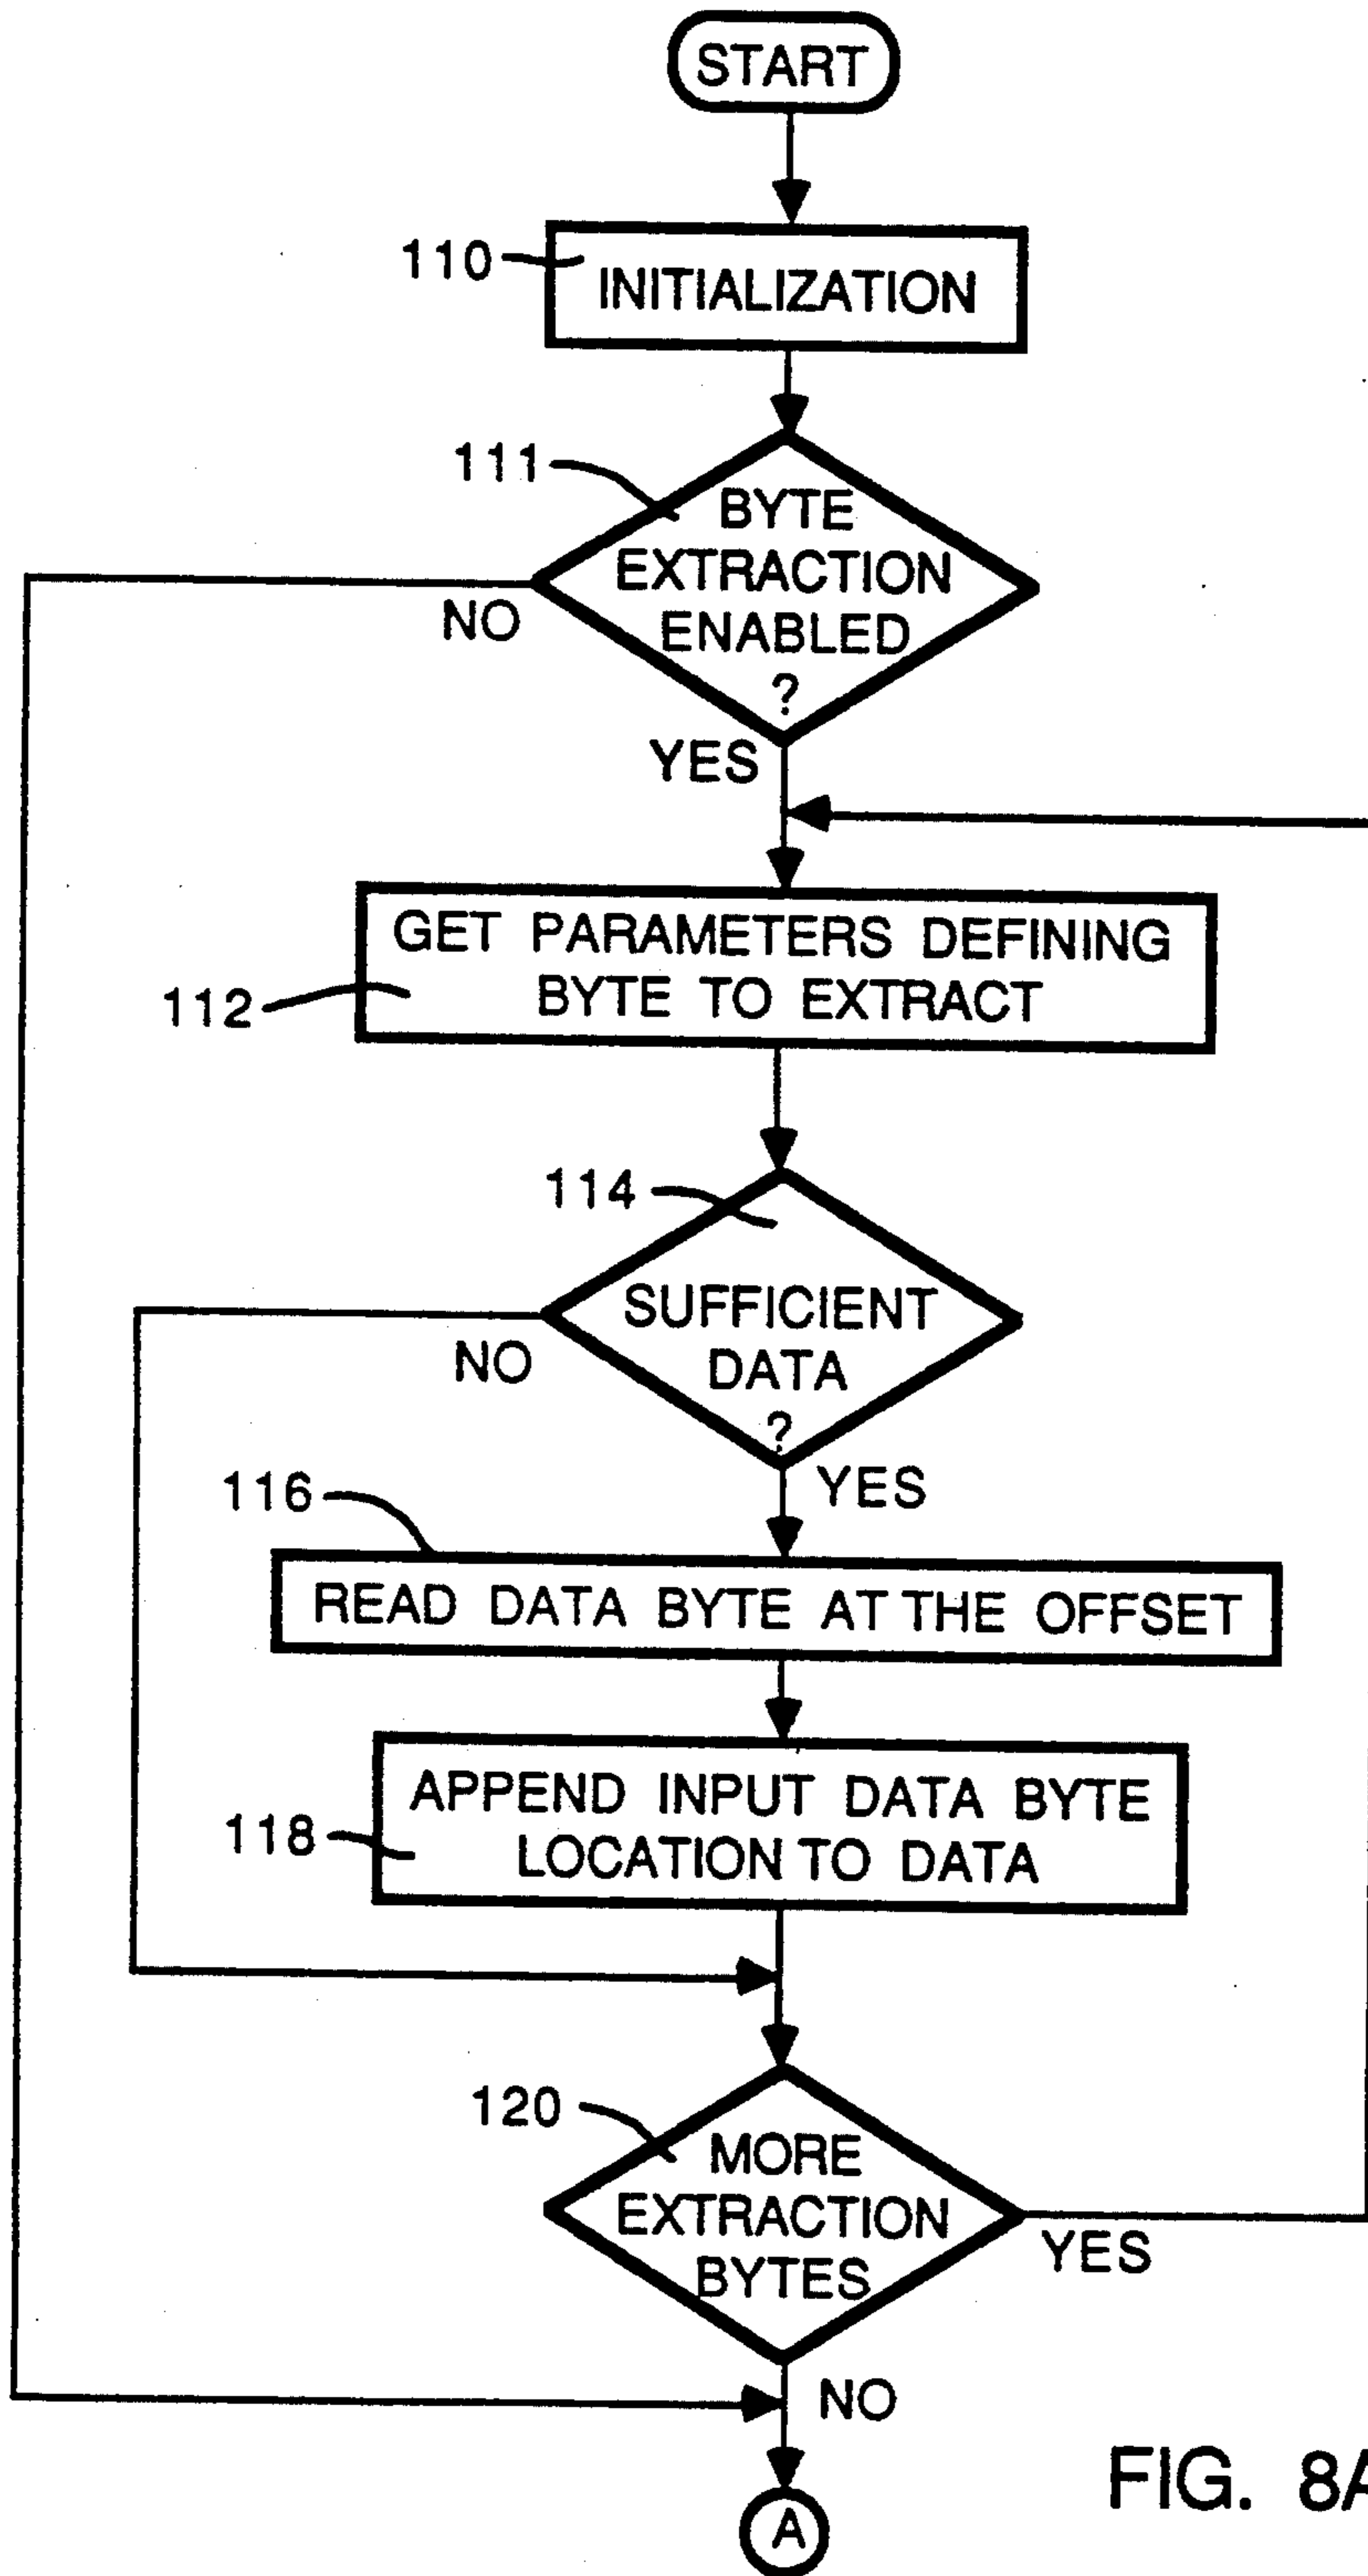 START
110
INITIALIZATION
111
BYTE
EXTRACTION
ENABLED
?
NO
YES
GET PARAMETERS DEFINING
BYTE TO EXTRACT
112
114
SUFFICIENT
DATA
?
NO
YES
116
READ DATA BYTE AT THE OFFSET
APPEND INPUT DATA BYTE
LOCATION TO DATA
118
120
MORE
EXTRACTION
BYTES
YES
NO
A
FIG. 8A